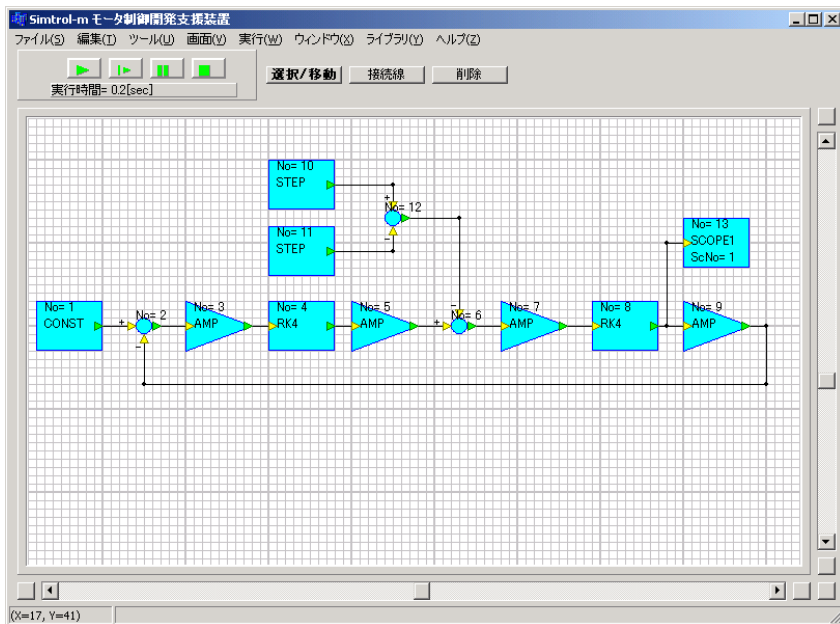 Simtrol-m モータ制御開発支援装置
ファイル(S) 編集(T) ツール(U) 画面(V) 実行(W) ウィンドウ(X) ライブラリ(Y) ヘルプ(Z)
選択/移動 接続線 削除
実行時間= 0.2[sec]
No= 10
STEP
+
No= 12
No= 11
STEP
-
No= 13
SCOPE1
ScNo= 1
No= 1
CONST
+
No= 2
-
No= 3
AMP
No= 4
RK4
No= 5
AMP
-
+
No= 6
No= 7
AMP
No= 8
RK4
No= 9
AMP
(X=17, Y=41)